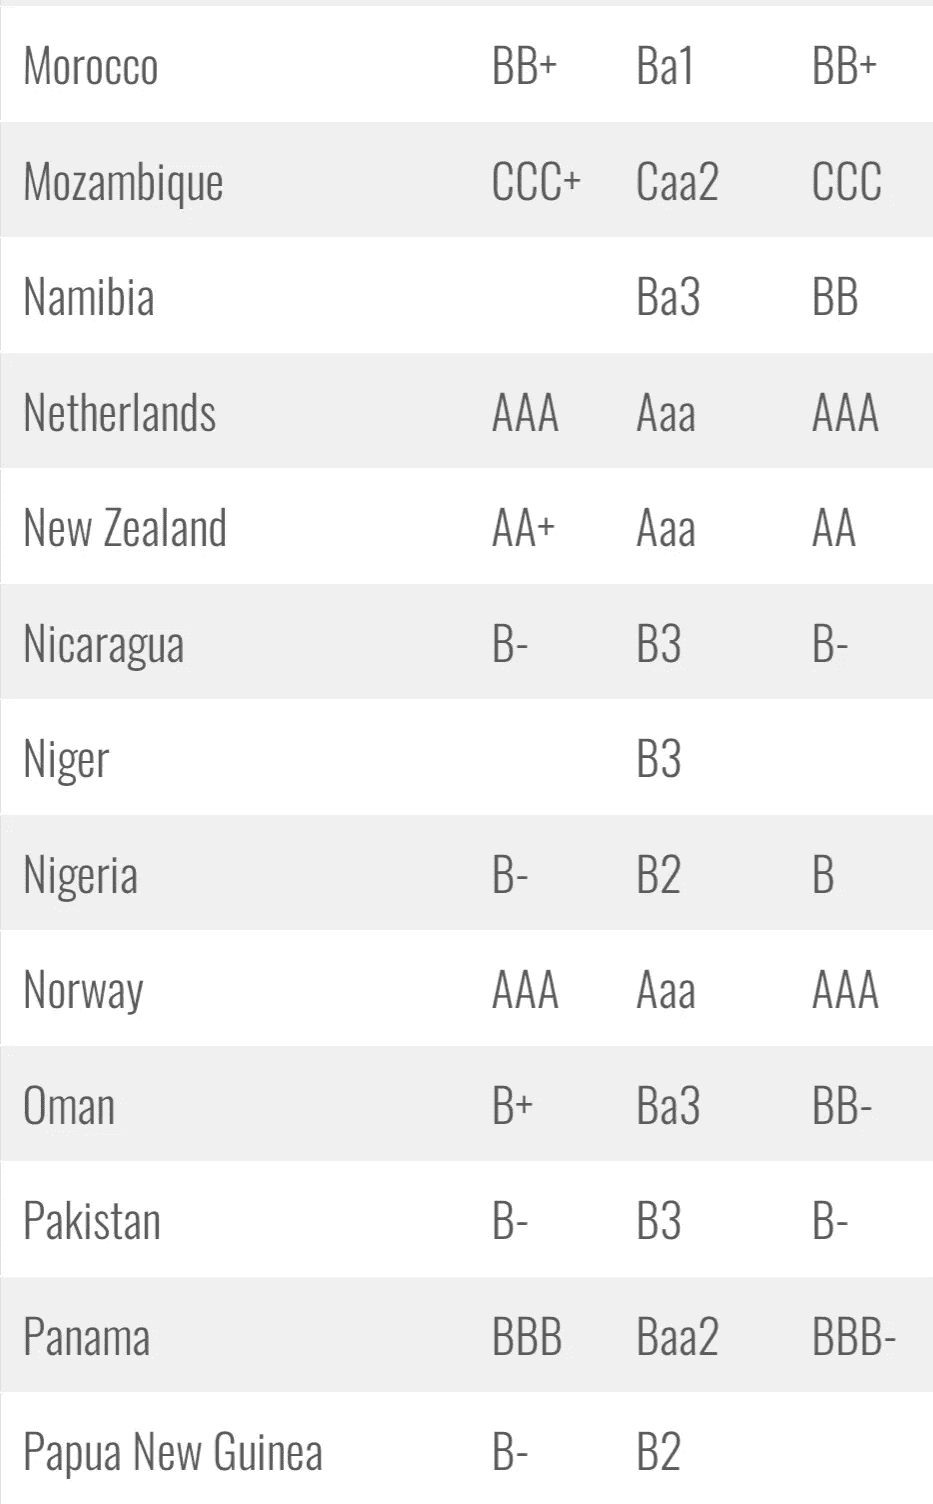 Morocco BB+ Ba1 BB+
Mozambique CCC+ Caa2 CCC
Namibia Ba3 BB
Netherlands AAA Aaa AAA
New Zealand AA+ Aaa AA
Nicaragua B- B3 B-
Niger B3
Nigeria B- B2 B
Norway AAA Aaa AAA
Oman B+ Ba3 BB-
Pakistan B- B3 B-
Panama BBB Baa2 BBB-
Papua New Guinea B- B2